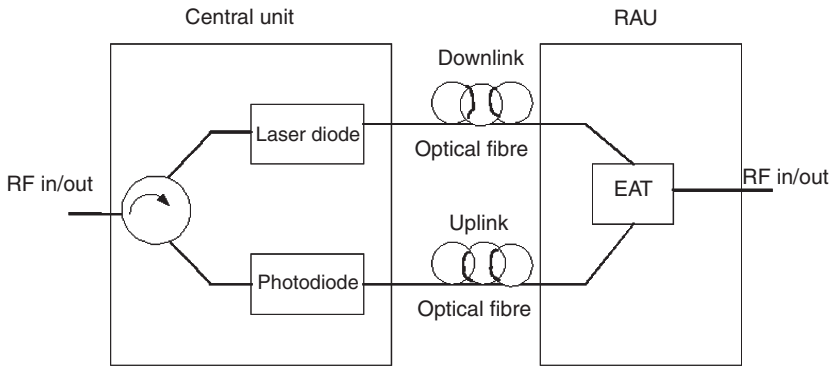 Central unit
RAU
Downlink
Laser diode
Optical fibre
RF in/out
EAT
RF in/out
Uplink
Photodiode
Optical fibre